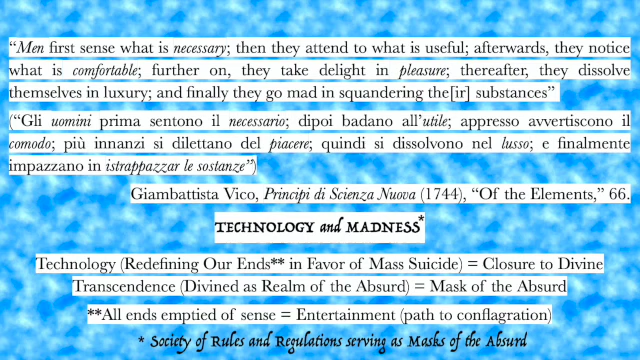 “Men first sense what is necessary; then they attend to what is useful; afterwards, they notice
what is comfortable; further on, they take delight in pleasure; thereafter, they dissolve
themselves in luxury; and finally they go mad in squandering the[ir] substances”
(“Gli uomini prima sentono il necessario; dipoi badano all’utile; appresso avvertiscono il
comodo; più innanzi si dilettano del piacere; quindi si dissolvono nel lusso; e finalmente
impazzano in istrappazzar le sostanze”)
Giambattista Vico, Principi di Scienza Nuova (1744), “Of the Elements,” 66.
TECHNOLOGY and MADNESS*
Technology (Redefining Our Ends** in Favor of Mass Suicide) = Closure to Divine
Transcendence (Divined as Realm of the Absurd) = Mask of the Absurd
**All ends emptied of sense = Entertainment (path to conflagration)
* Society of Rules and Regulations serving as Masks of the Absurd